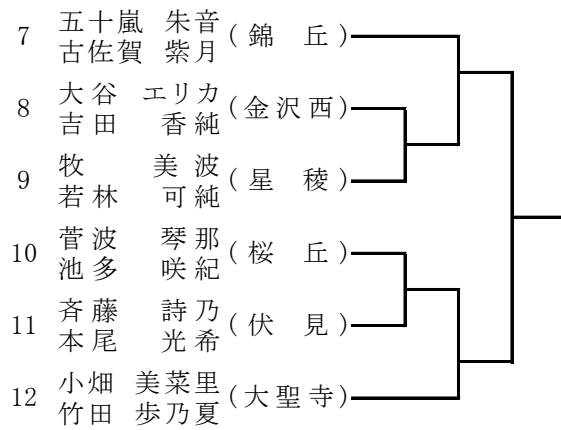 五十嵐 朱音
7 (錦丘)
古佐賀 紫月
大谷 エリカ
8 (金沢西)
吉田 香純
牧 美波
9 (星稜)
若林 可純
菅波 琴那
10 (桜丘)
池多 咲紀
斉藤 詩乃
11 (伏見)
本尾 光希
小畑 美菜里
12 (大聖寺)
竹田 歩乃夏